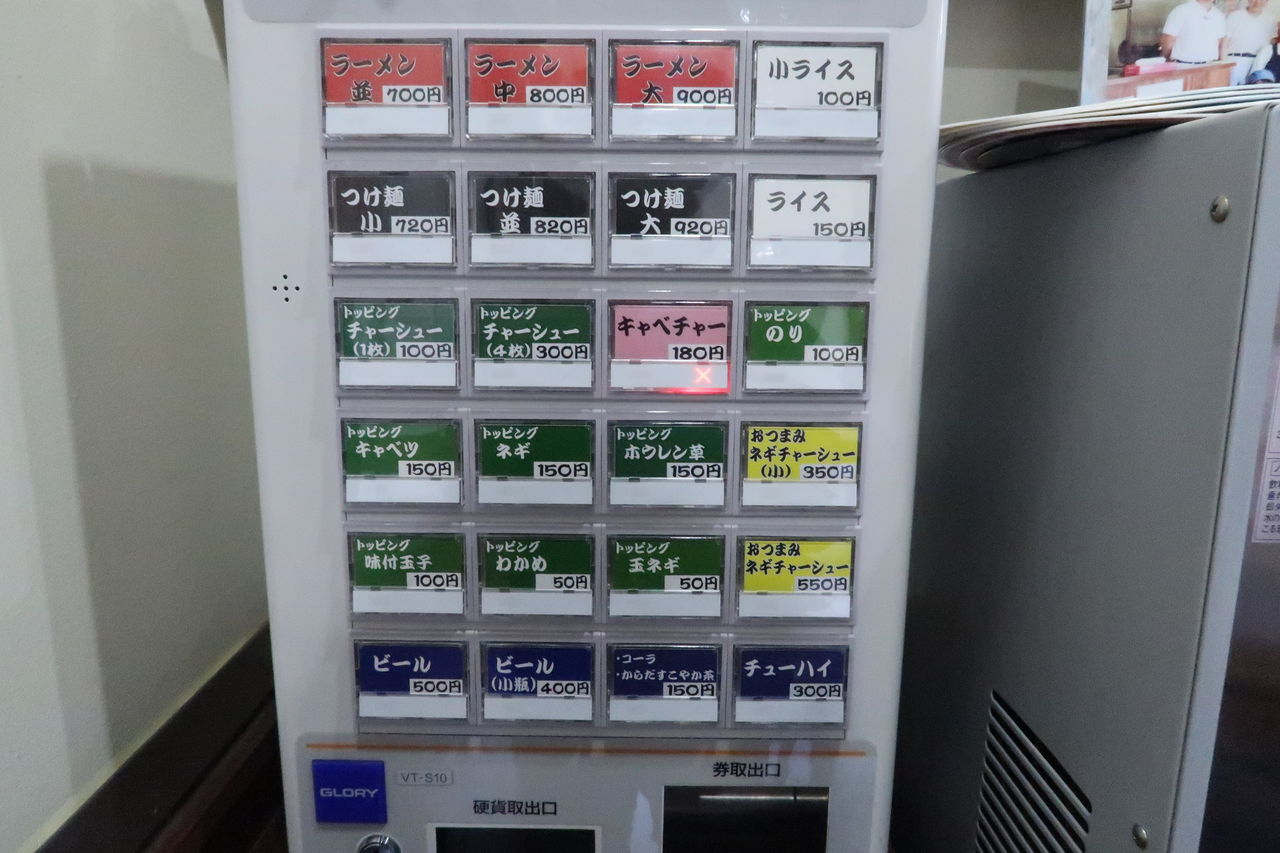 ラーメン
並 700円
ラーメン
中 800円
ラーメン
大 900円
小ライス
100円
つけ麺
小 720円
つけ麺
並 820円
つけ麺
大 920円
ライス
150円
トッピング
チャーシュー
(1枚) 100円
トッピング
チャーシュー
(4枚) 300円
キャベチャー
180円
×
トッピング
のり
100円
トッピング
キャベツ
150円
トッピング
ネギ
150円
トッピング
ホウレン草
150円
おつまみ
ネギチャーシュー
(小) 350円
トッピング
味付玉子
100円
トッピング
わかめ
50円
トッピング
玉ネギ
50円
おつまみ
ネギチャーシュー
550円
ビール
500円
ビール
(小瓶) 400円
・コーラ
・からだすこやか茶
150円
チューハイ
300円
GLORY
VT-S10
硬貨取出口
券取出口